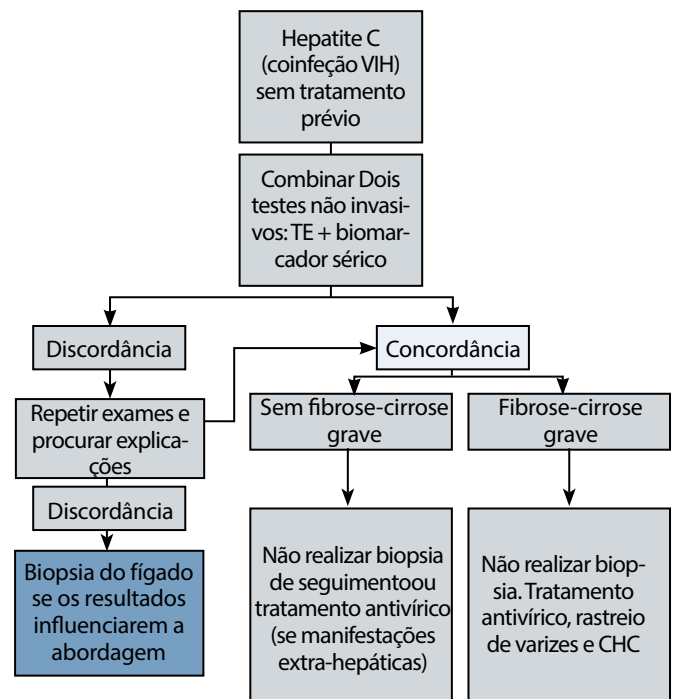 Hepatite C
(coinfeção VIH)
sem tratamento
prévio
Combinar Dois
testes não invasi-
vos: TE + biomar-
cador sérico
Discordância
Concordância
Repetir exames e
procurar explica-
ções
Sem fibrose-cirrose
grave
Fibrose-cirrose
grave
Discordância
Biopsia do fígado
se os resultados
influenciarem a
abordagem
Não realizar biopsia
de seguimentoou
tratamento antivírico
(se manifestações
extra-hepáticas)
Não realizar biop-
sia. Tratamento
antivírico, rastreio
de varizes e CHC